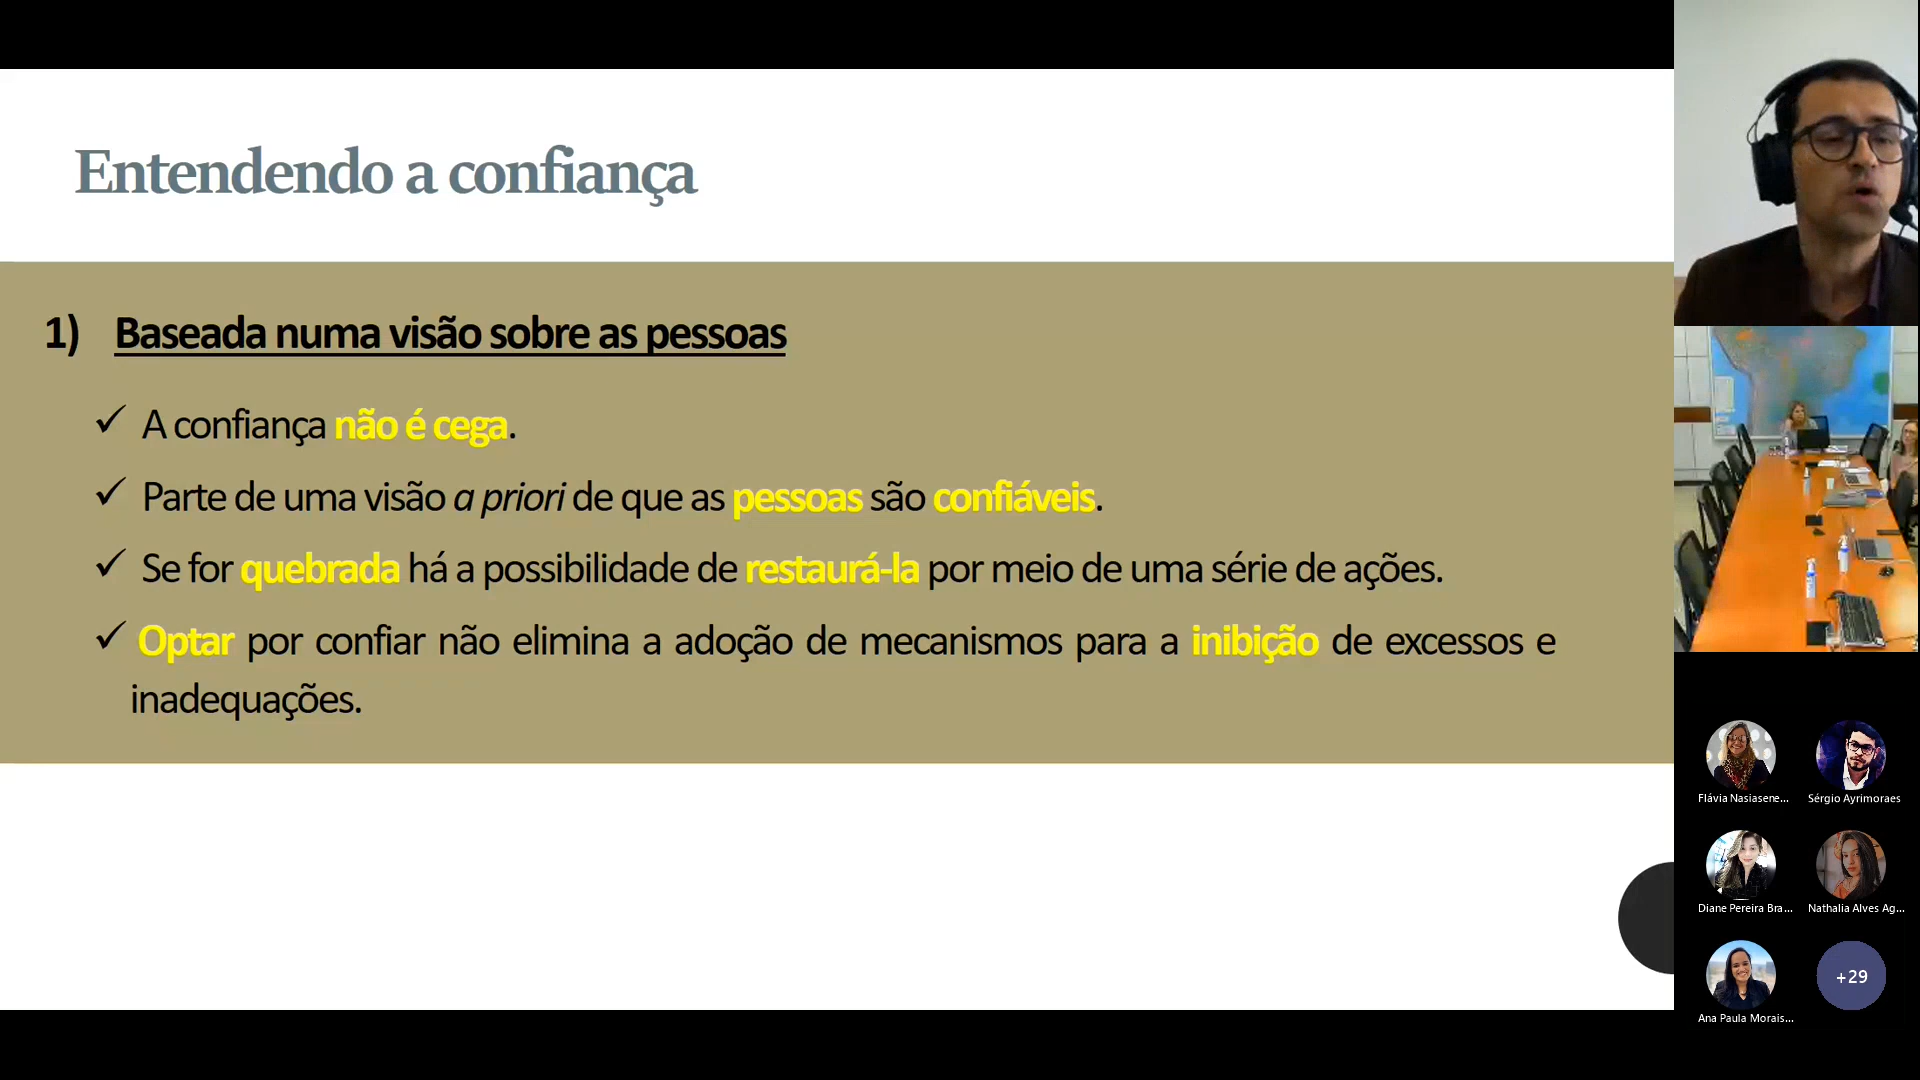 Entendendo a confiança
1) Baseada numa visão sobre as pessoas
✓ A confiança não é cega.
✓ Parte de uma visão a priori de que as pessoas são confiáveis.
✓ Se for quebrada há a possibilidade de restaurá-la por meio de uma série de ações.
✓ Optar por confiar não elimina a adoção de mecanismos para a inibição de excessos e
inadequações.
Flávia Nasiasene...
Sérgio Ayrimoraes
Diane Pereira Bra...
Nathalia Alves Ag...
Ana Paula Morais...
+29